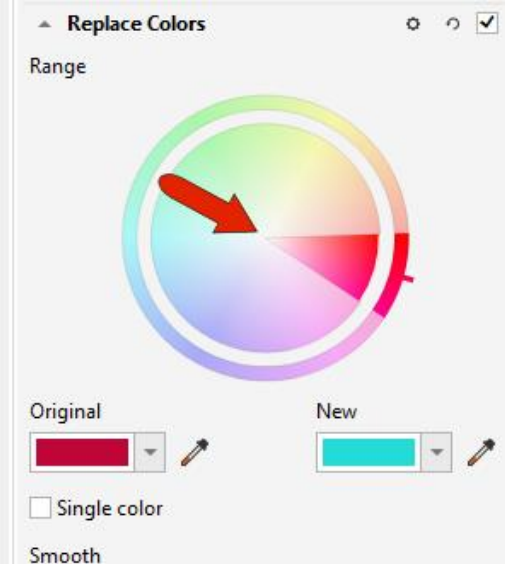 Replace Colors
Range
Original New
Single color
Smooth